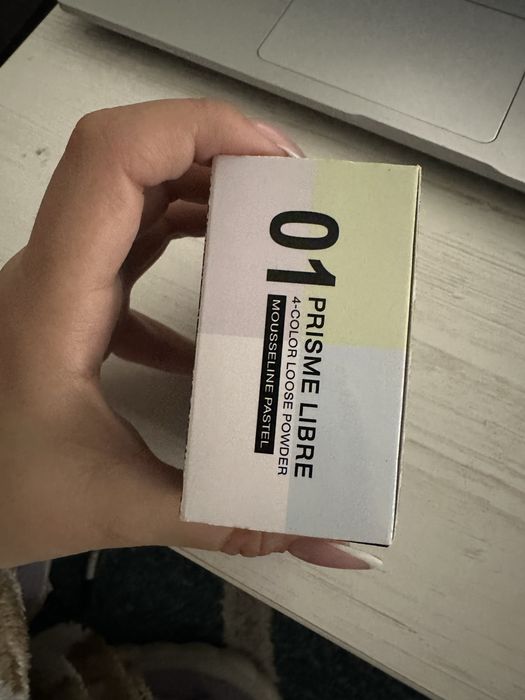 01
PRISME LIBRE
4-COLOR LOOSE POWDER
MOUSSELINE PASTEL